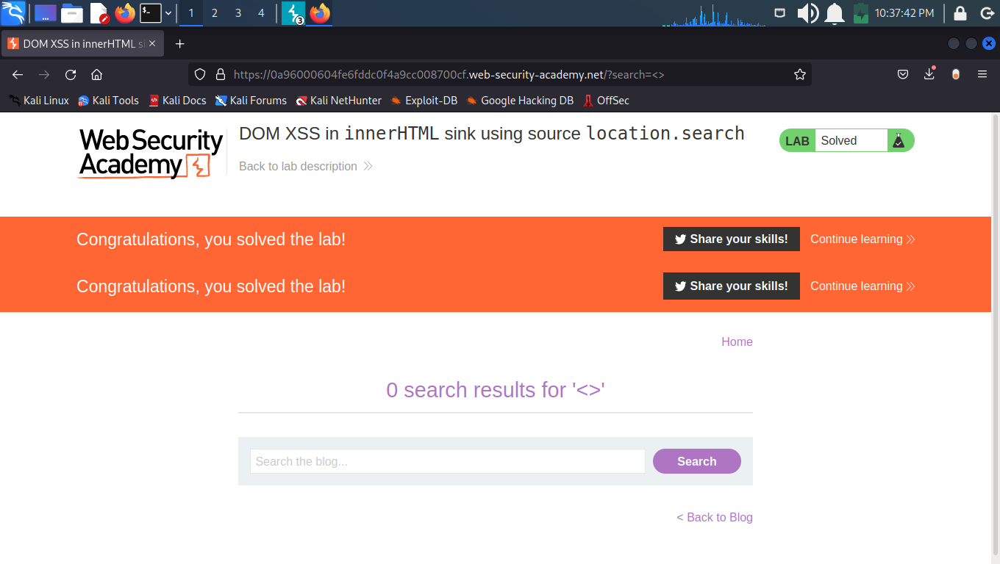 1 2 3 4 3 10:37:42 PM
DOM XSS in innerHTML si
https://0a96000604fe6fddc0f4a9cc008700cf.web-security-academy.net/?search=<>
Kali Linux Kali Tools Kali Docs Kali Forums Kali NetHunter Exploit-DB Google Hacking DB OffSec
Web Security
Academy
DOM XSS in innerHTML sink using source location.search
Back to lab description
LAB Solved
Congratulations, you solved the lab! Share your skills! Continue learning
Congratulations, you solved the lab! Share your skills! Continue learning
Home
0 search results for '<>'
Search the blog... Search
< Back to Blog